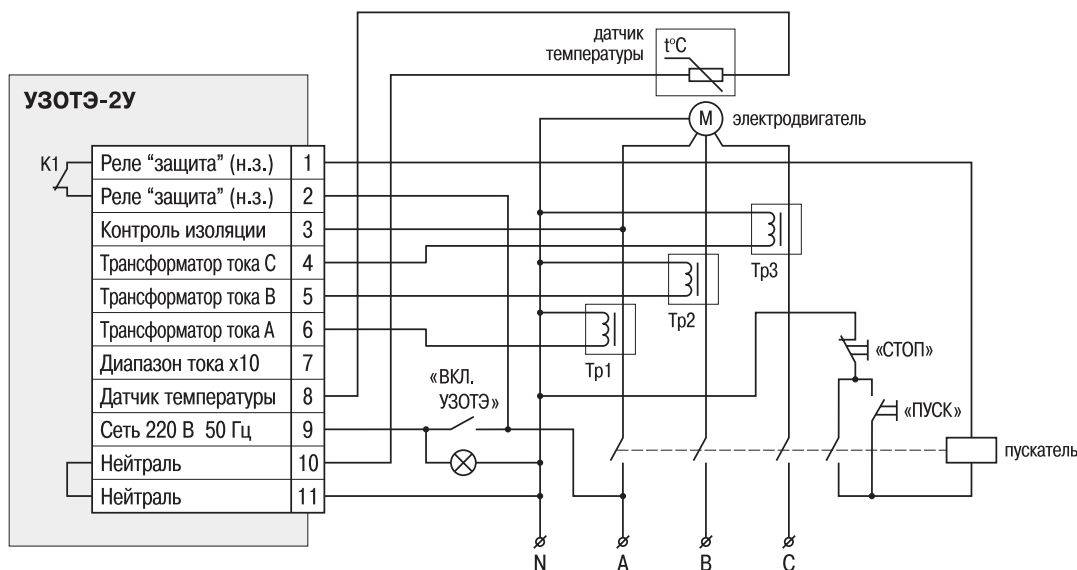 датчик
температуры
t°C
УЗОТЭ-2У
M
электродвигатель
K1
Реле “защита” (н.з.) 1
Реле “защита” (н.з.) 2
Контроль изоляции 3
Трансформатор тока С 4
Трансформатор тока В 5
Трансформатор тока А 6
Диапазон тока х10 7
Датчик температуры 8
Сеть 220 В 50 Гц 9
Нейтраль 10
Нейтраль 11
Тр3
Тр2
Тр1
«ВКЛ.
УЗОТЭ»
«СТОП»
«ПУСК»
пускатель
N A B C